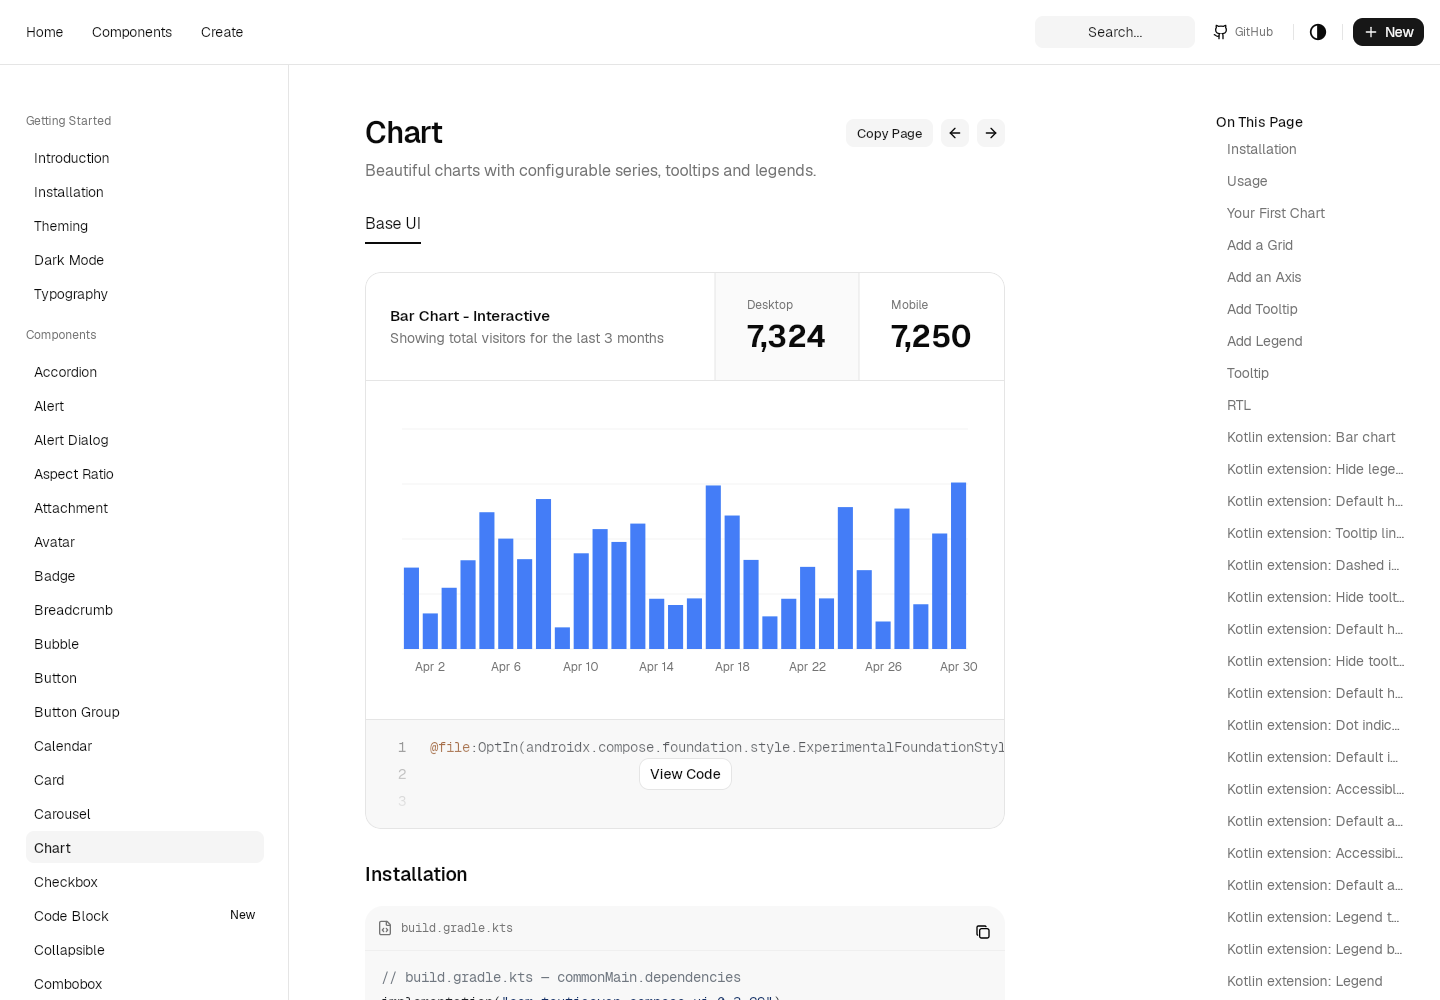 Home
Components
Create
Search...
GitHub
New
Getting Started
Introduction
Installation
Theming
Dark Mode
Typography
Components
Accordion
Alert
Alert Dialog
Aspect Ratio
Attachment
Avatar
Badge
Breadcrumb
Bubble
Button
Button Group
Calendar
Card
Carousel
Chart
Checkbox
Code Block New
Collapsible
Combobox
Chart
Copy Page
Beautiful charts with configurable series, tooltips and legends.
Base UI
Bar Chart - Interactive
Showing total visitors for the last 3 months
Desktop
7,324
Mobile
7,250
Apr 2 Apr 6 Apr 10 Apr 14 Apr 18 Apr 22 Apr 26 Apr 30
1 @file:OptIn(androidx.compose.foundation.style.ExperimentalFoundationStyl
2
3
View Code
Installation
build.gradle.kts
// build.gradle.kts — commonMain.dependencies
On This Page
Installation
Usage
Your First Chart
Add a Grid
Add an Axis
Add Tooltip
Add Legend
Tooltip
RTL
Kotlin extension: Bar chart
Kotlin extension: Hide lege...
Kotlin extension: Default h...
Kotlin extension: Tooltip lin...
Kotlin extension: Dashed i...
Kotlin extension: Hide toolt...
Kotlin extension: Default h...
Kotlin extension: Hide toolt...
Kotlin extension: Default h...
Kotlin extension: Dot indic...
Kotlin extension: Default i...
Kotlin extension: Accessibl...
Kotlin extension: Default a...
Kotlin extension: Accessibi...
Kotlin extension: Default a...
Kotlin extension: Legend t...
Kotlin extension: Legend b...
Kotlin extension: Legend